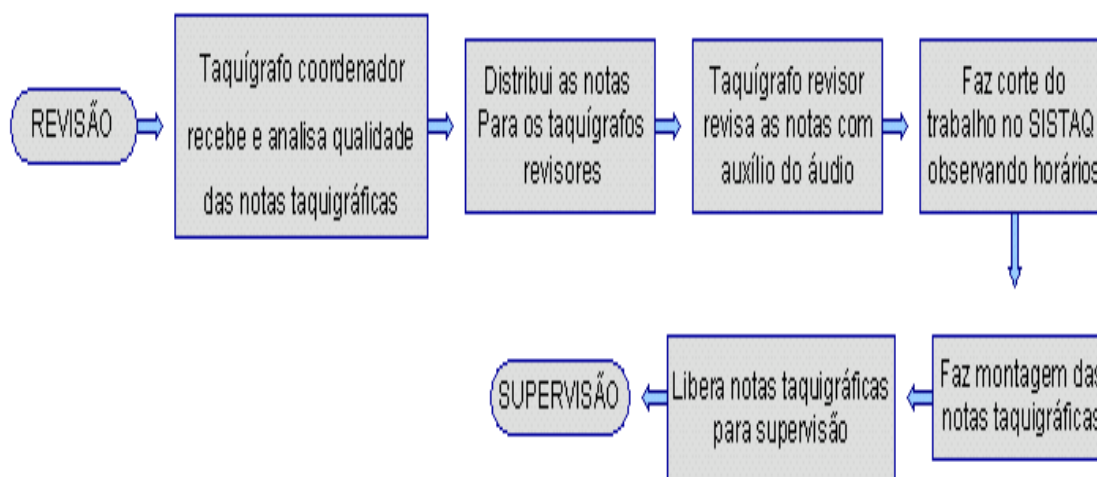 REVISÃO
Taquígrafo coordenador
recebe e analisa qualidade
das notas taquigráficas
Distribui as notas
Para os taquígrafos
revisores
Taquígrafo revisor
revisa as notas com
auxílio do áudio
Faz corte do
trabalho no SISTAQ
observando horários
Faz montagem das
notas taquigráficas
Libera notas taquigráficas
para supervisão
SUPERVISÃO